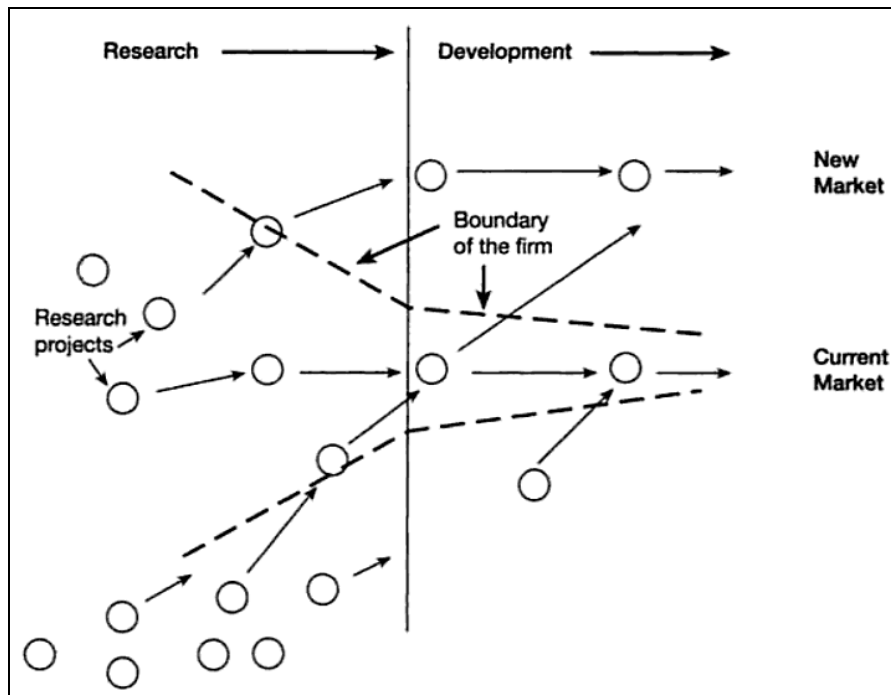 Research
Development
New
Market
Boundary
of the firm
Research
projects
Current
Market